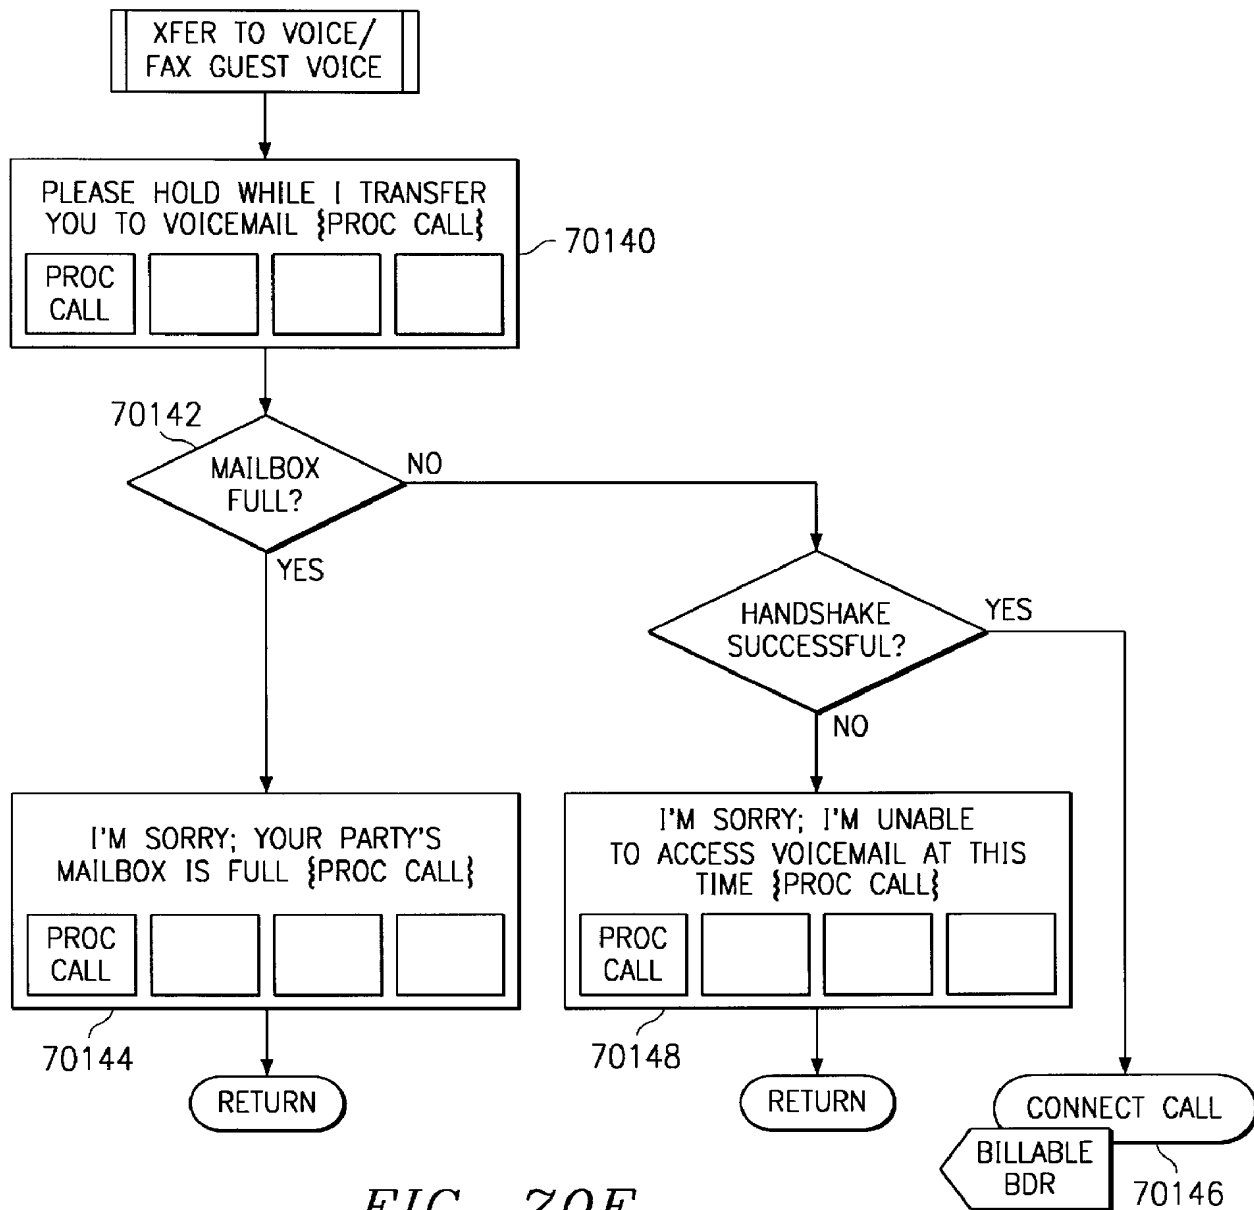 XFER TO VOICE/
FAX GUEST VOICE
PLEASE HOLD WHILE I TRANSFER
YOU TO VOICEMAIL {PROC CALL}
PROC
CALL
70140
70142
MAILBOX
FULL?
NO
YES
HANDSHAKE
SUCCESSFUL?
YES
NO
I'M SORRY; YOUR PARTY'S
MAILBOX IS FULL {PROC CALL}
PROC
CALL
70144
RETURN
I'M SORRY; I'M UNABLE
TO ACCESS VOICEMAIL AT THIS
TIME {PROC CALL}
PROC
CALL
70148
RETURN
CONNECT CALL
BILLABLE
BDR
70146